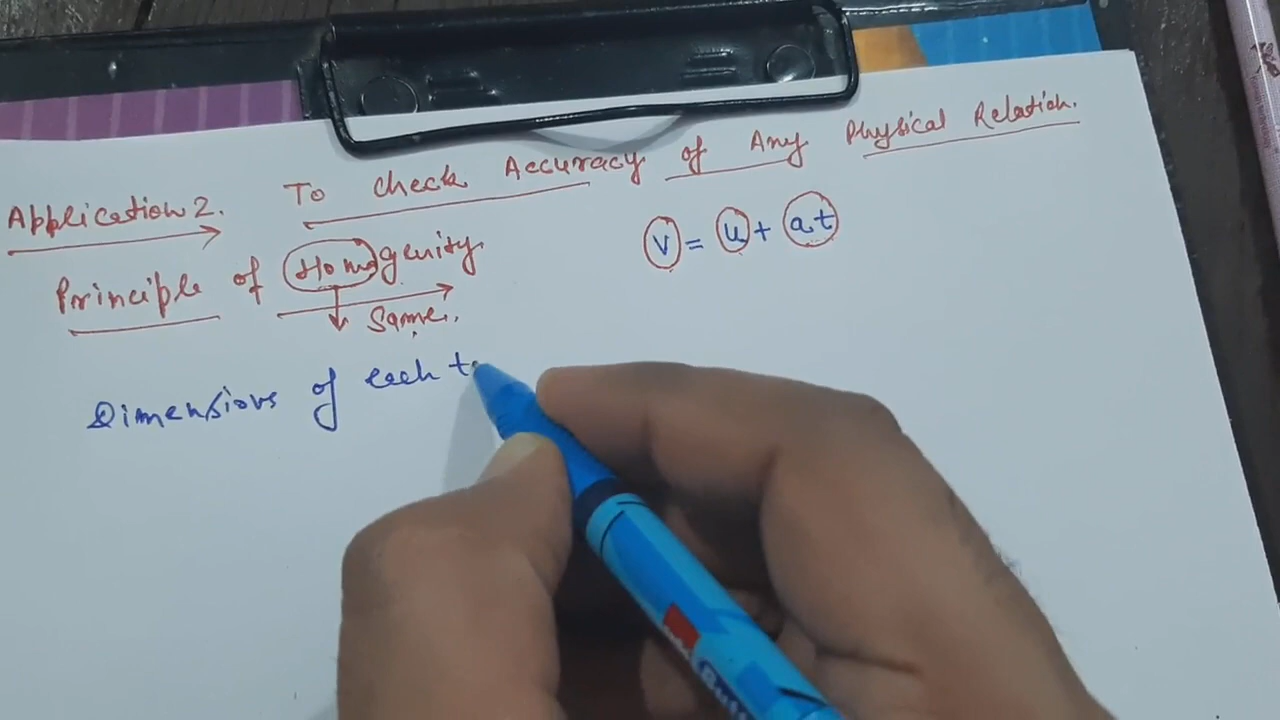 Application 2. To check Accuracy of Any Physical Relation.
Principle of Homogenity.
v = u + a.t
Same.
Dimensions of each t